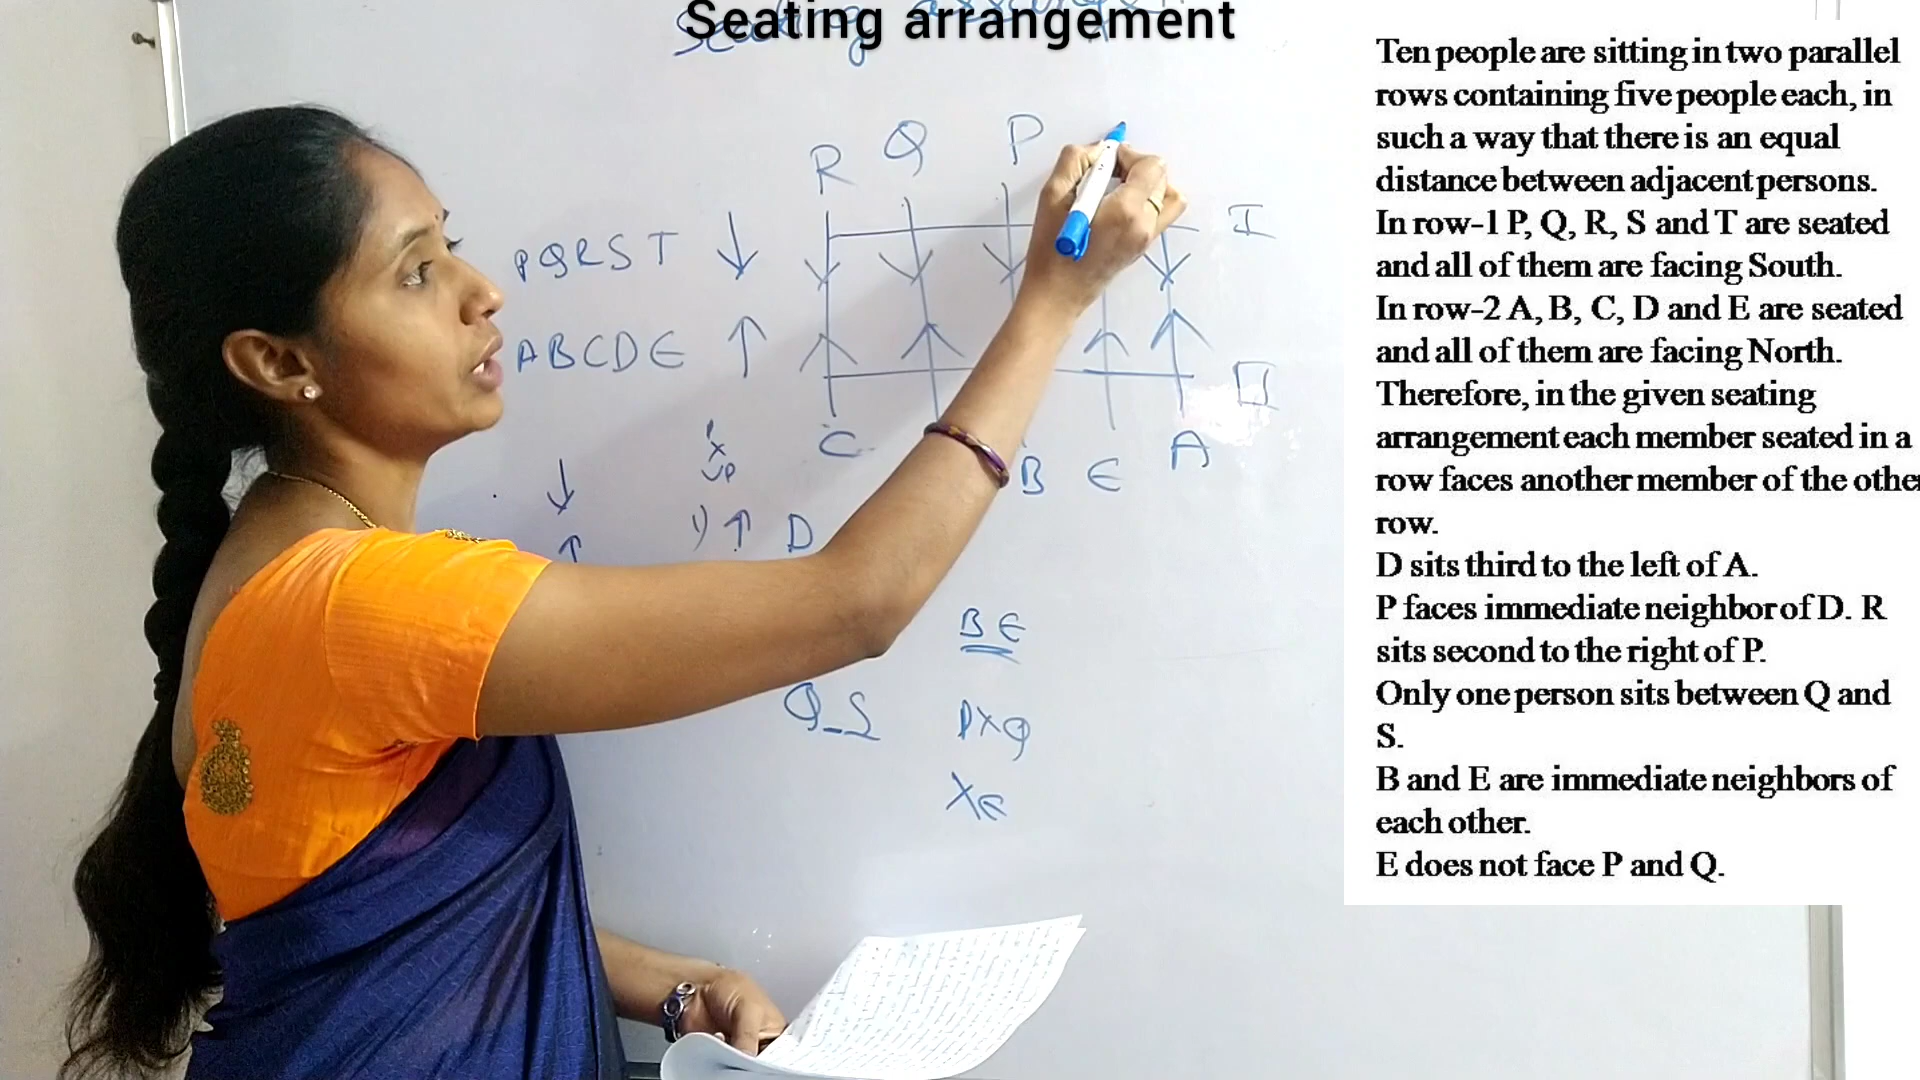 Seating arrangement
R Q P
I
P Q R S T ↓
A B C D E ↑
II
C B E A
1) ↑ D
B E
Q _ S P X Q
X E
Ten people are sitting in two parallel
rows containing five people each, in
such a way that there is an equal
distance between adjacent persons.
In row-1 P, Q, R, S and T are seated
and all of them are facing South.
In row-2 A, B, C, D and E are seated
and all of them are facing North.
Therefore, in the given seating
arrangement each member seated in a
row faces another member of the other
row.
D sits third to the left of A.
P faces immediate neighbor of D. R
sits second to the right of P.
Only one person sits between Q and
S.
B and E are immediate neighbors of
each other.
E does not face P and Q.